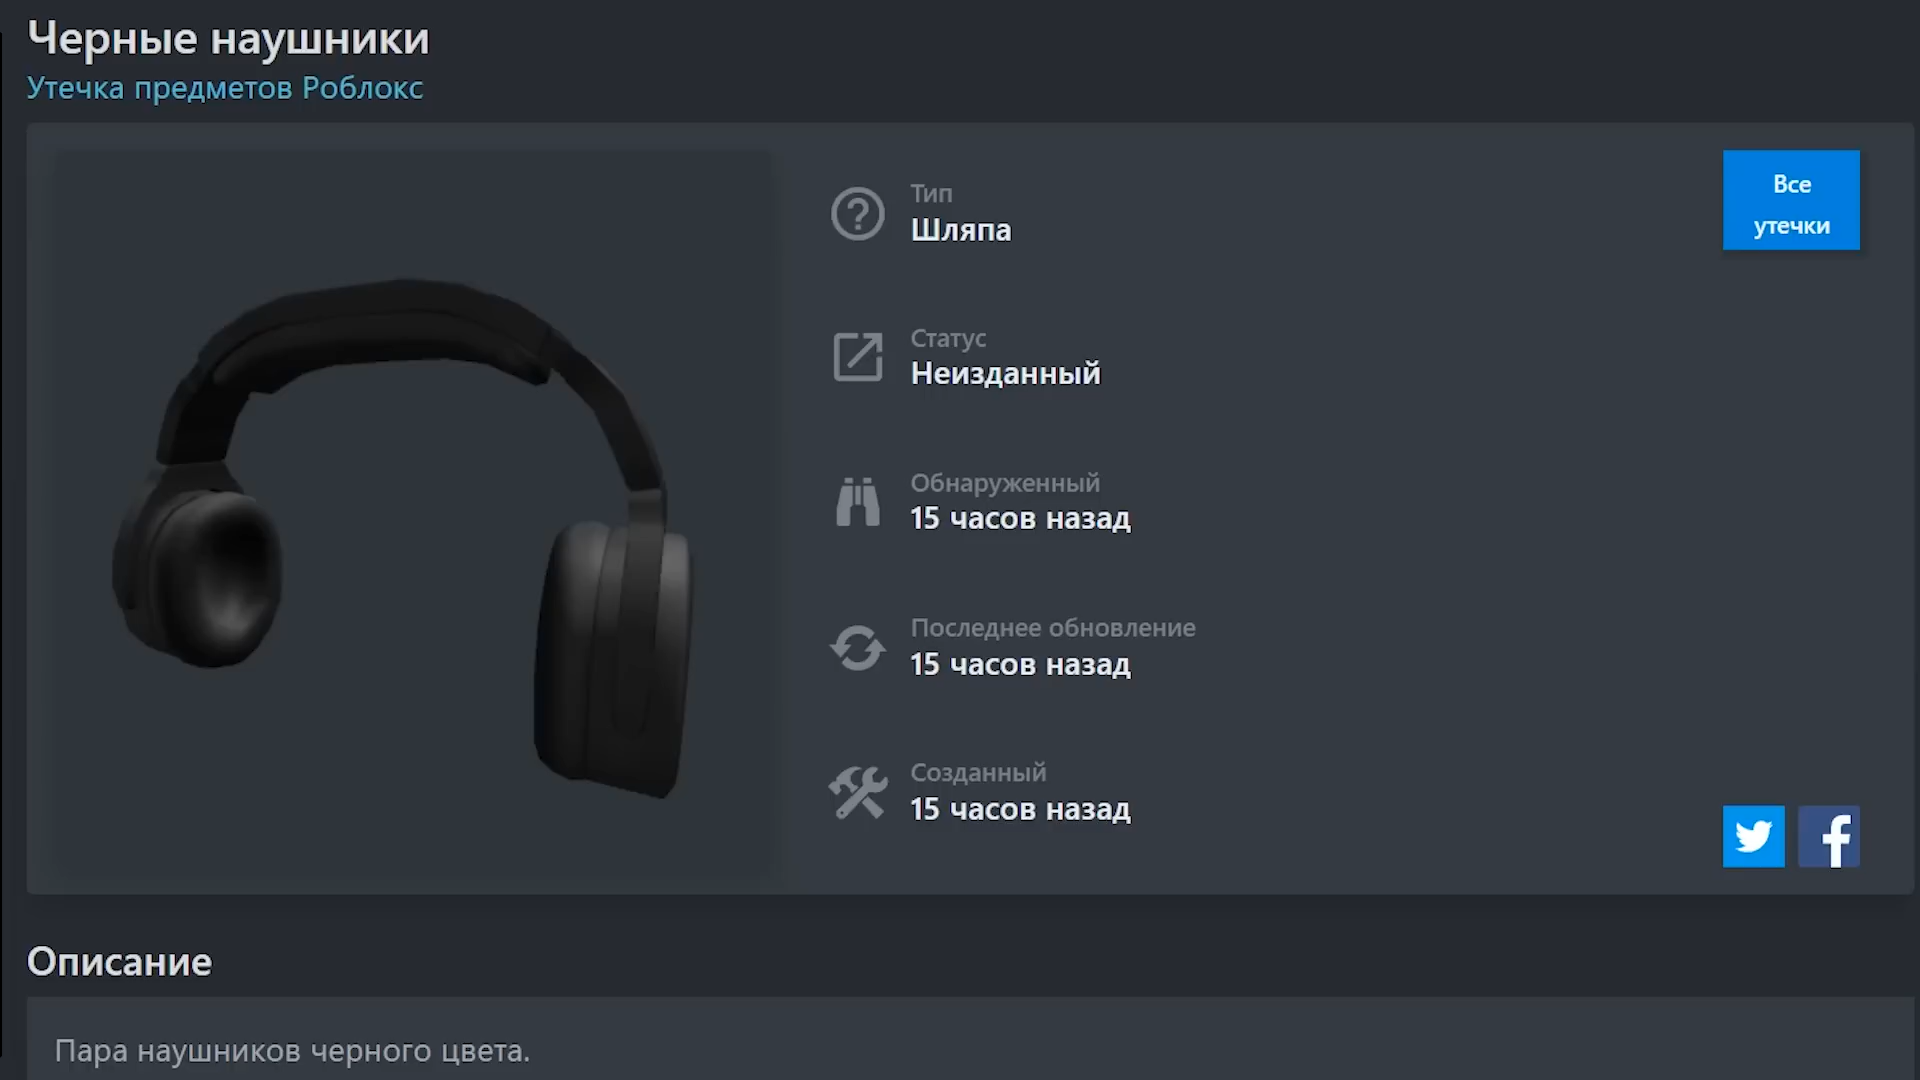 Черные наушники
Утечка предметов Роблокс
Тип
Шляпа
Все
утечки
Статус
Неизданный
Обнаруженный
15 часов назад
Последнее обновление
15 часов назад
Созданный
15 часов назад
Описание
Пара наушников черного цвета.